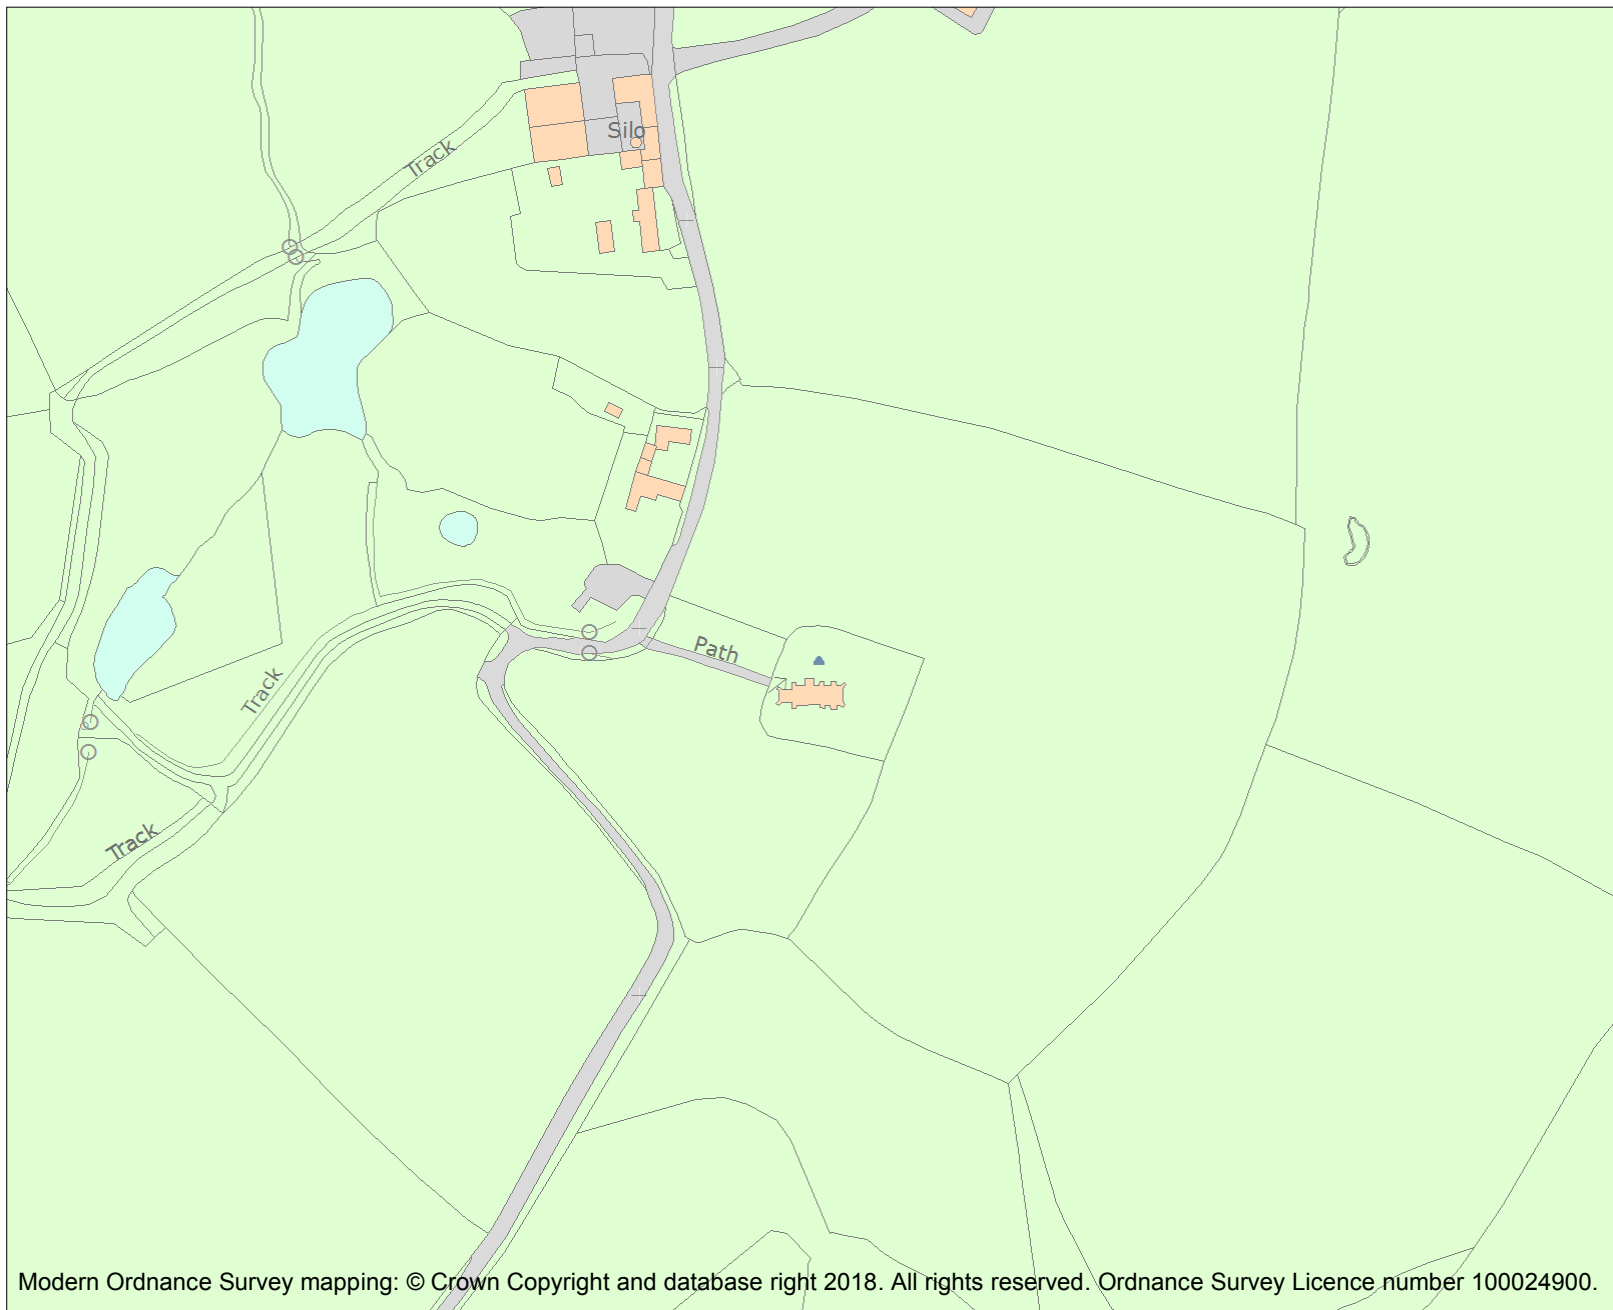 Silo
Track
Path
Track
Track
Modern Ordnance Survey mapping: © Crown Copyright and database right 2018. All rights reserved. Ordnance Survey Licence number 100024900.